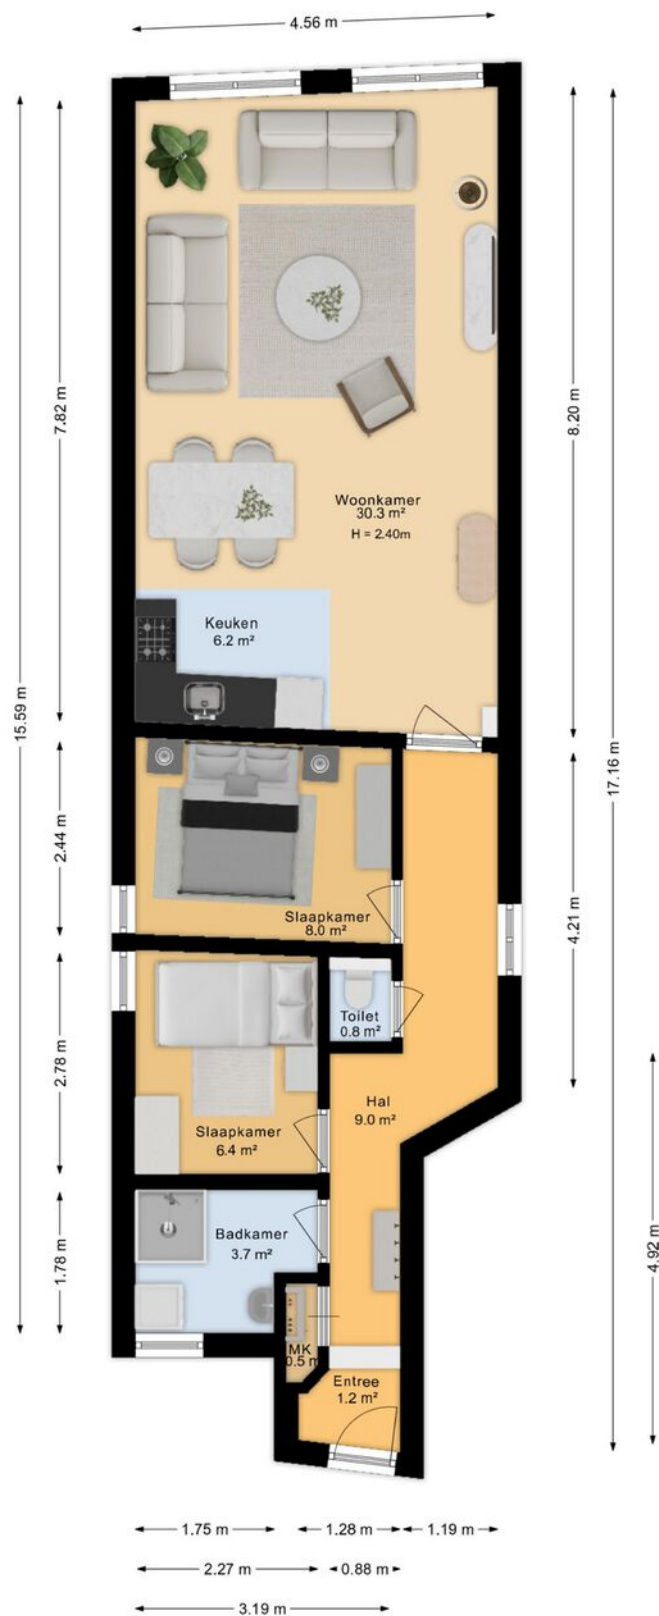 4.56 m
7.82 m
8.20 m
Woonkamer
30.3 m²
H = 2.40m
Keuken
6.2 m²
15.59 m
17.16 m
2.44 m
4.21 m
Slaapkamer
8.0 m²
2.78 m
Toilet
0.8 m²
Hal
9.0 m²
Slaapkamer
6.4 m²
4.92 m
1.78 m
Badkamer
3.7 m²
MK
0.5 m
Entree
1.2 m²
1.75 m
1.28 m
1.19 m
2.27 m
0.88 m
3.19 m